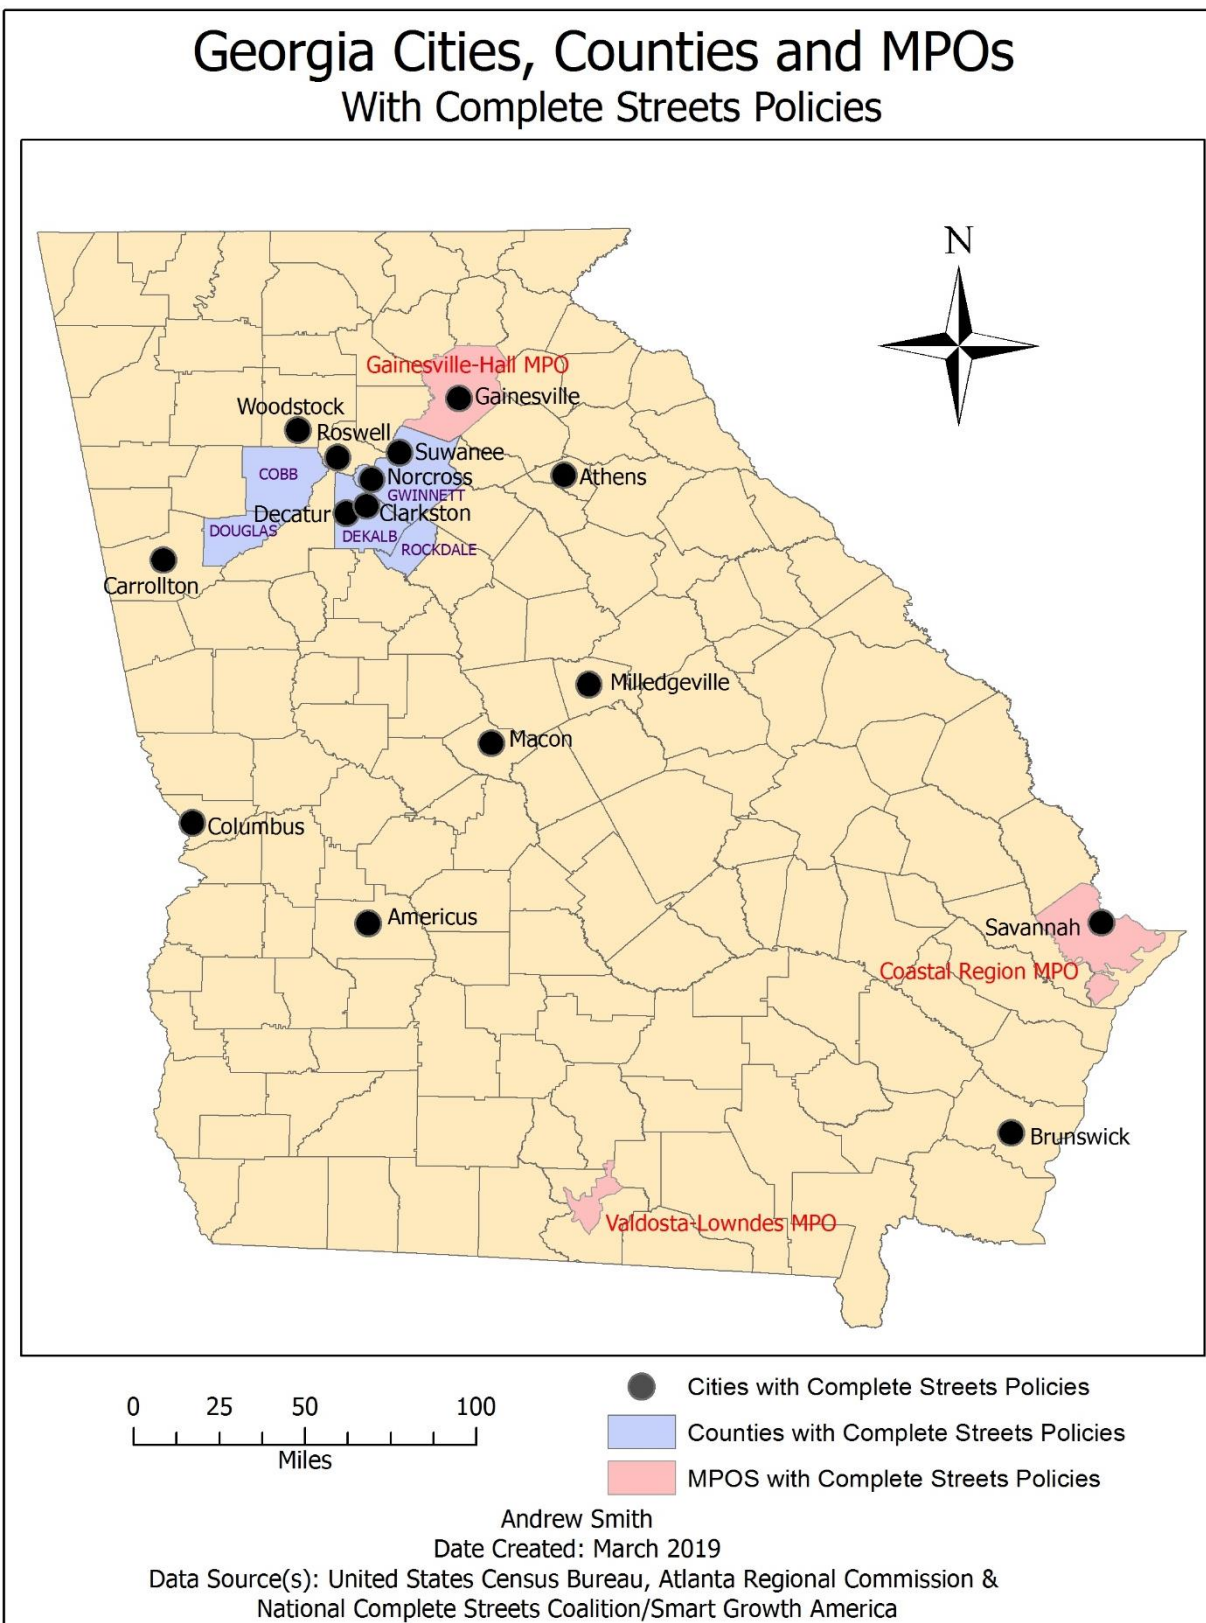 Georgia Cities, Counties and MPOs
With Complete Streets Policies
N
Gainesville-Hall MPO
Gainesville
Woodstock
Roswell
Suwanee
COBB
Norcross
Athens
GWINNETT
Decatur
Clarkston
DOUGLAS
DEKALB
ROCKDALE
Carrollton
Milledgeville
Macon
Columbus
Americus
Savannah
Coastal Region MPO
Brunswick
Valdosta-Lowndes MPO
0 25 50 100
Miles
Cities with Complete Streets Policies
Counties with Complete Streets Policies
MPOS with Complete Streets Policies
Andrew Smith
Date Created: March 2019
Data Source(s): United States Census Bureau, Atlanta Regional Commission &
National Complete Streets Coalition/Smart Growth America